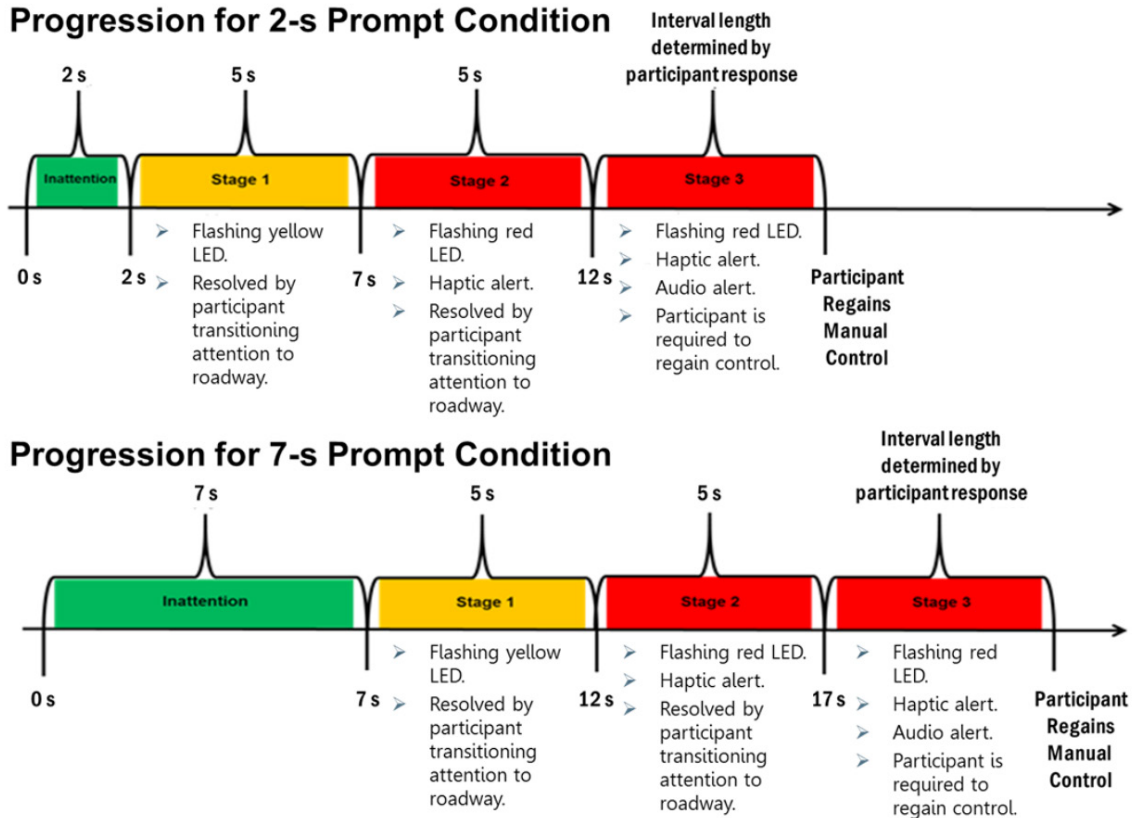 Progression for 2-s Prompt Condition
Interval length
determined by
participant response
2 s
5 s
5 s
Inattention
Stage 1
Stage 2
Stage 3
0 s
2 s
7 s
12 s
➤ Flashing yellow
LED.
➤ Resolved by
participant
transitioning
attention to
roadway.
➤ Flashing red
LED.
➤ Haptic alert.
➤ Resolved by
participant
transitioning
attention to
roadway.
➤ Flashing red LED.
➤ Haptic alert.
➤ Audio alert.
➤ Participant is
required to
regain control.
Participant
Regains
Manual
Control
Progression for 7-s Prompt Condition
Interval length
determined by
participant response
7 s
5 s
5 s
Inattention
Stage 1
Stage 2
Stage 3
0 s
7 s
12 s
17 s
➤ Flashing yellow
LED.
➤ Resolved by
participant
transitioning
attention to
roadway.
➤ Flashing red LED.
➤ Haptic alert.
➤ Resolved by
participant
transitioning
attention to
roadway.
➤ Flashing red
LED.
➤ Haptic alert.
➤ Audio alert.
➤ Participant is
required to
regain control.
Participant
Regains
Manual
Control